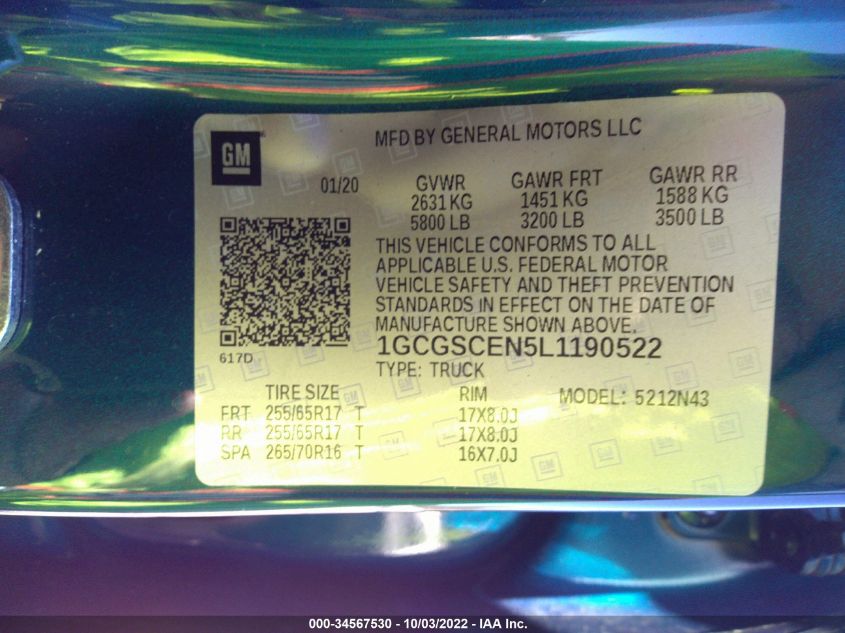 GM
MFD BY GENERAL MOTORS LLC
01/20
GVWR GAWR FRT GAWR RR
2631 KG 1451 KG 1588 KG
5800 LB 3200 LB 3500 LB
THIS VEHICLE CONFORMS TO ALL
APPLICABLE U.S. FEDERAL MOTOR
VEHICLE SAFETY AND THEFT PREVENTION
STANDARDS IN EFFECT ON THE DATE OF
MANUFACTURE SHOWN ABOVE.
617D
1GCGSCEN5L1190522
TYPE: TRUCK
TIRE SIZE RIM MODEL: 5212N43
FRT 255/65R17 T 17X8.0J
RR 255/65R17 T 17X8.0J
SPA 265/70R16 T 16X7.0J
000-34567530 - 10/03/2022 - IAA Inc.